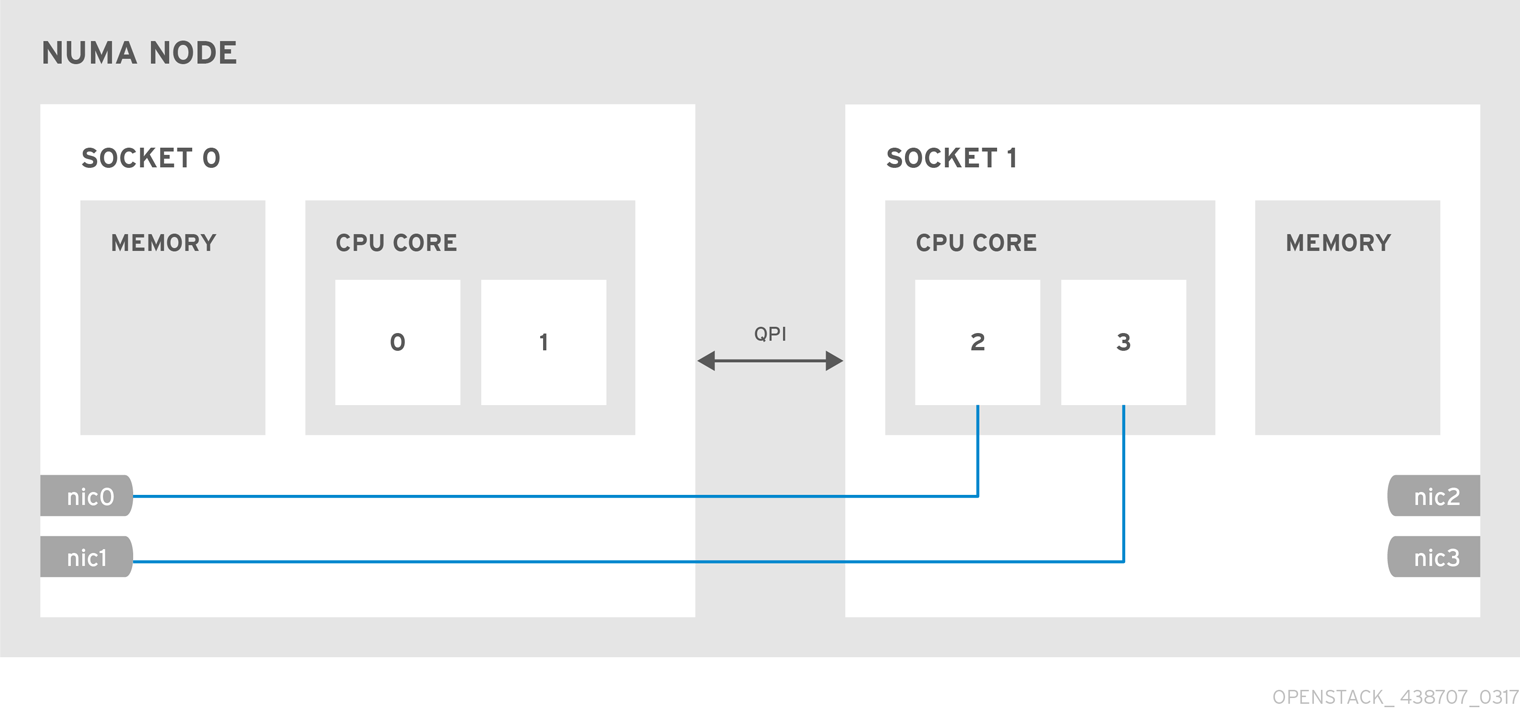 NUMA NODE
SOCKET 0
MEMORY
CPU CORE
0
1
nic0
nic1
QPI
SOCKET 1
CPU CORE
2
3
MEMORY
nic2
nic3
OPENSTACK_ 438707_0317